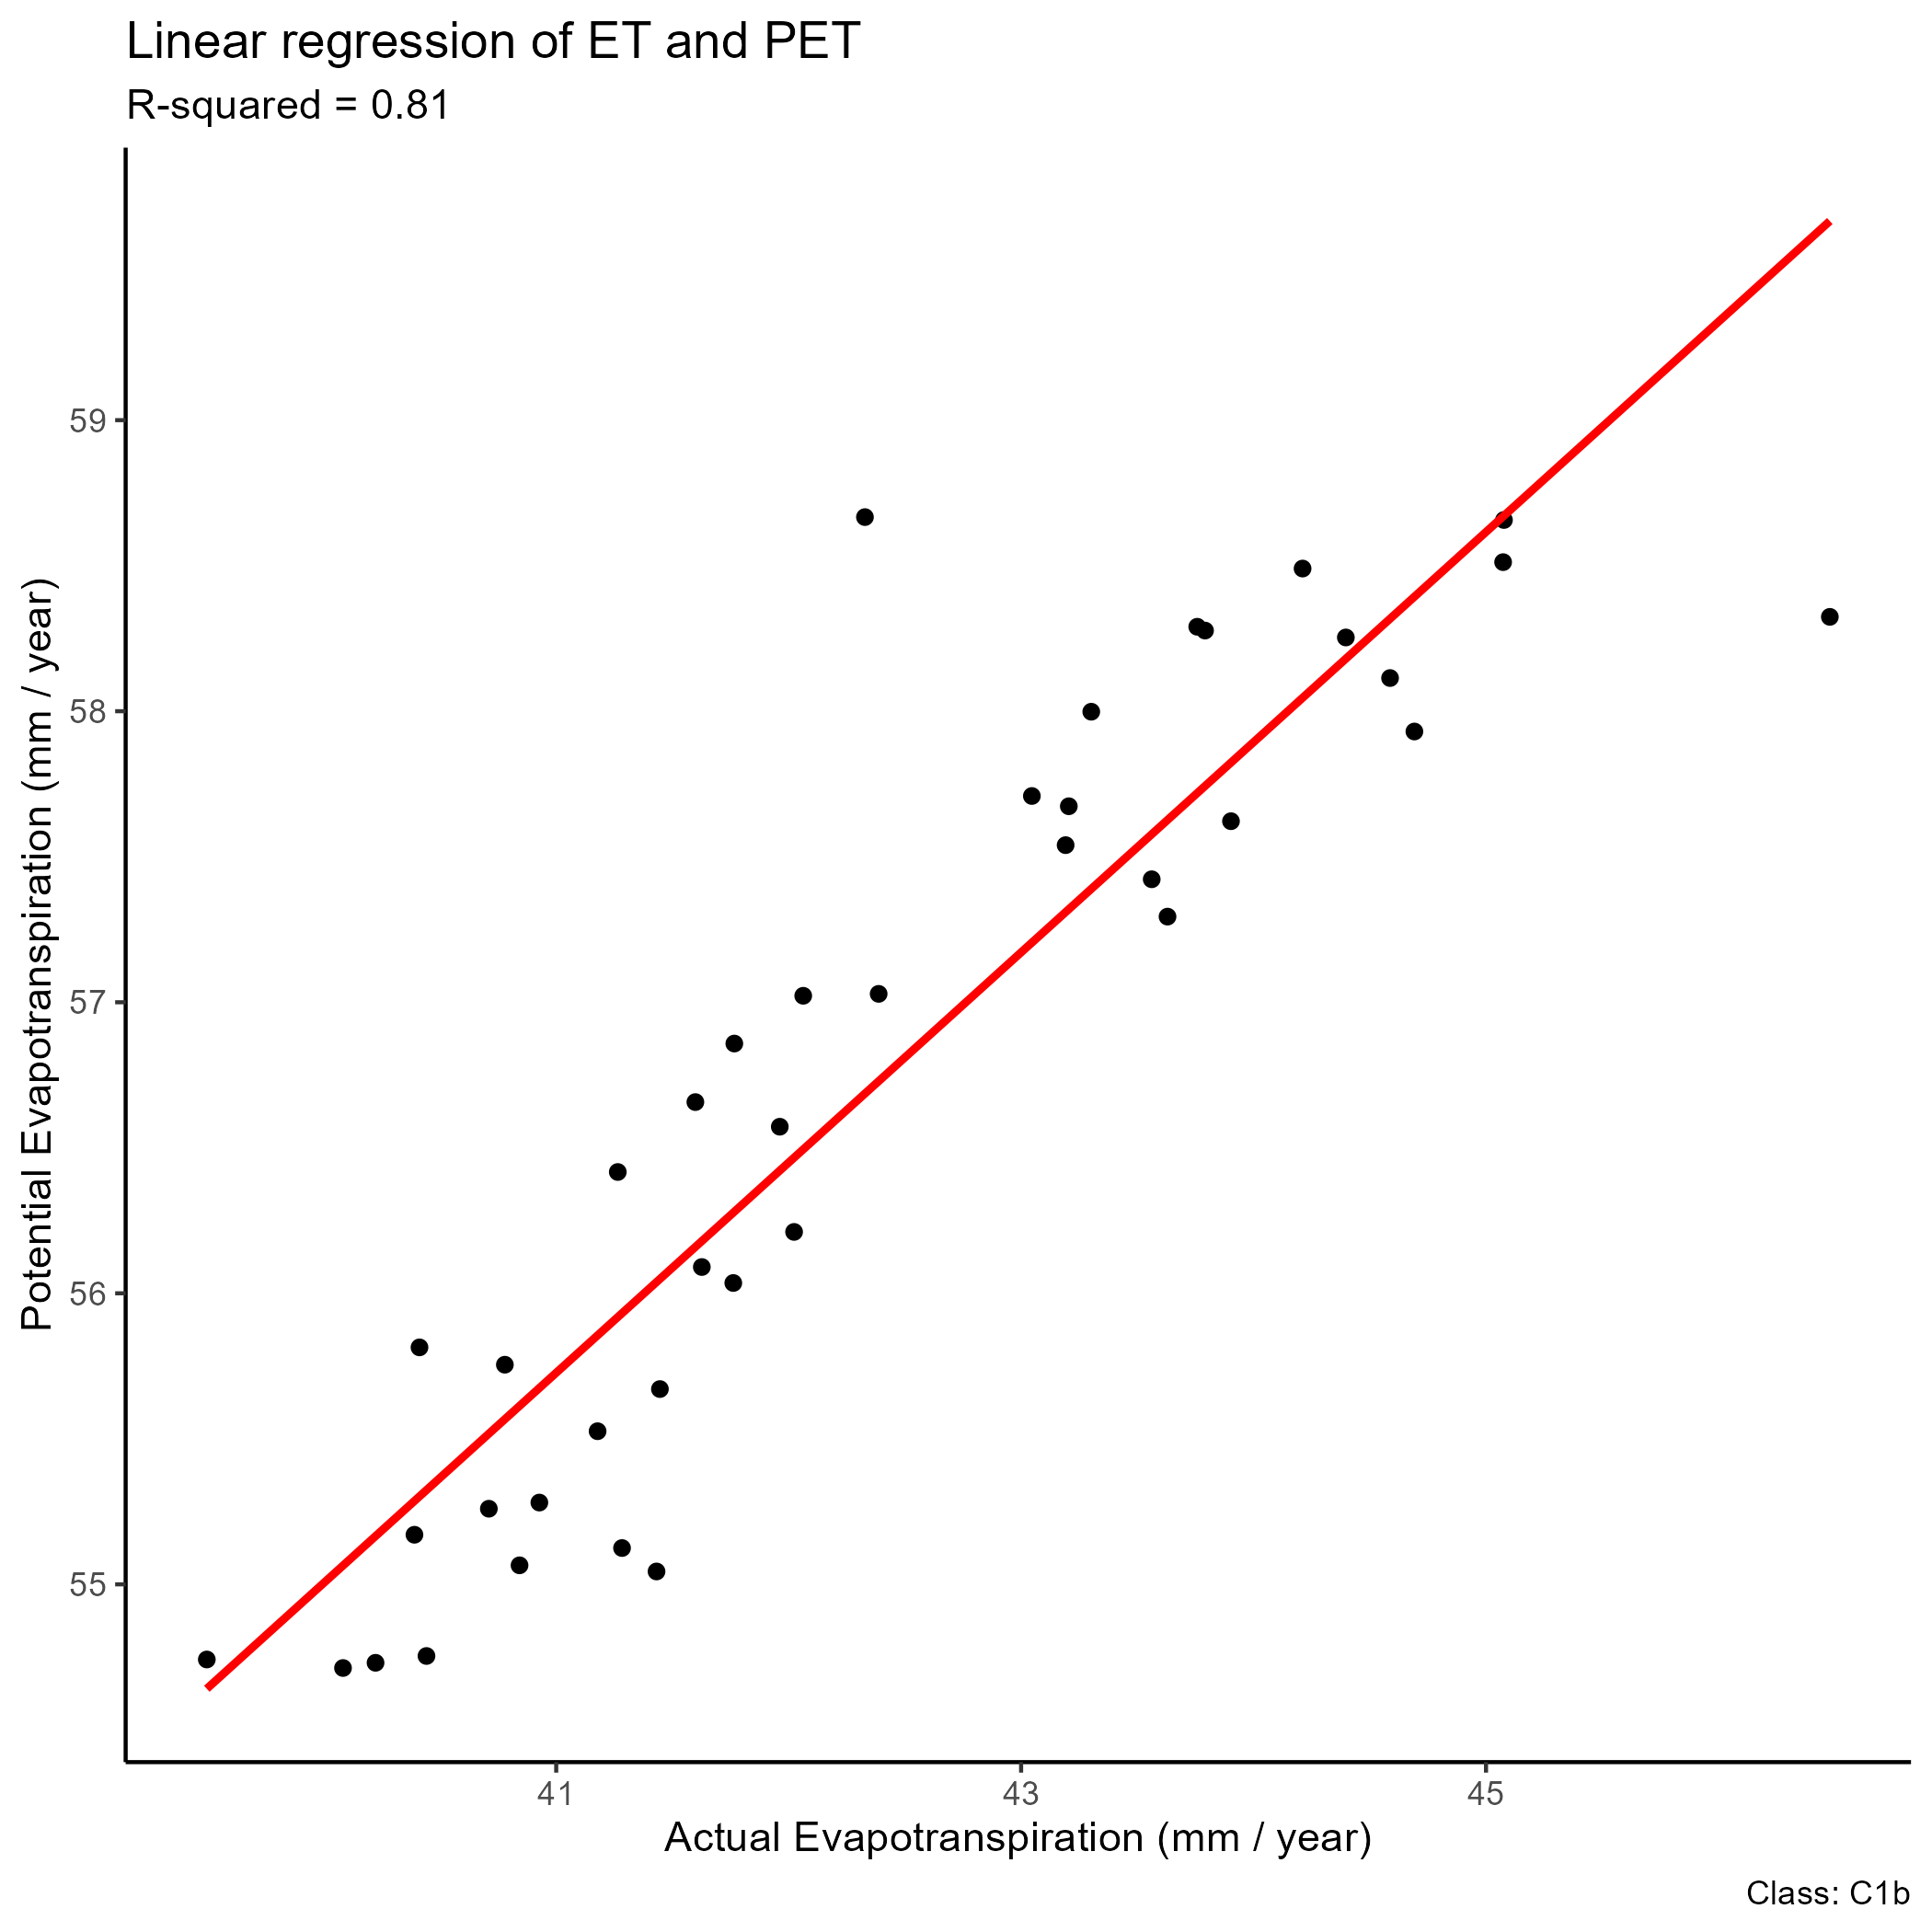 Linear regression of ET and PET
R-squared = 0.81
Potential Evapotranspiration (mm / year)
59
58
57
56
55
41
43
45
Actual Evapotranspiration (mm / year)
Class: C1b